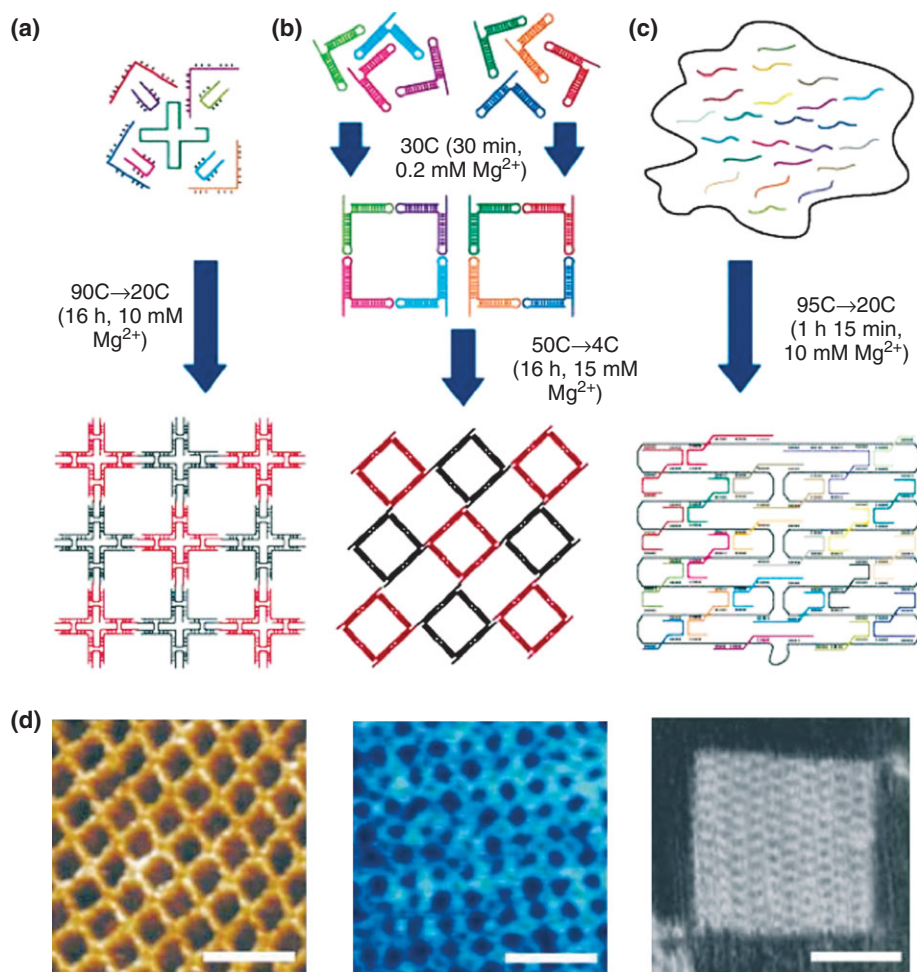 (a)
(b)
(c)
30C (30 min,
0.2 mM Mg²⁺)
90C→20C
(16 h, 10 mM
Mg²⁺)
50C→4C
(16 h, 15 mM
Mg²⁺)
95C→20C
(1 h 15 min,
10 mM Mg²⁺)
(d)